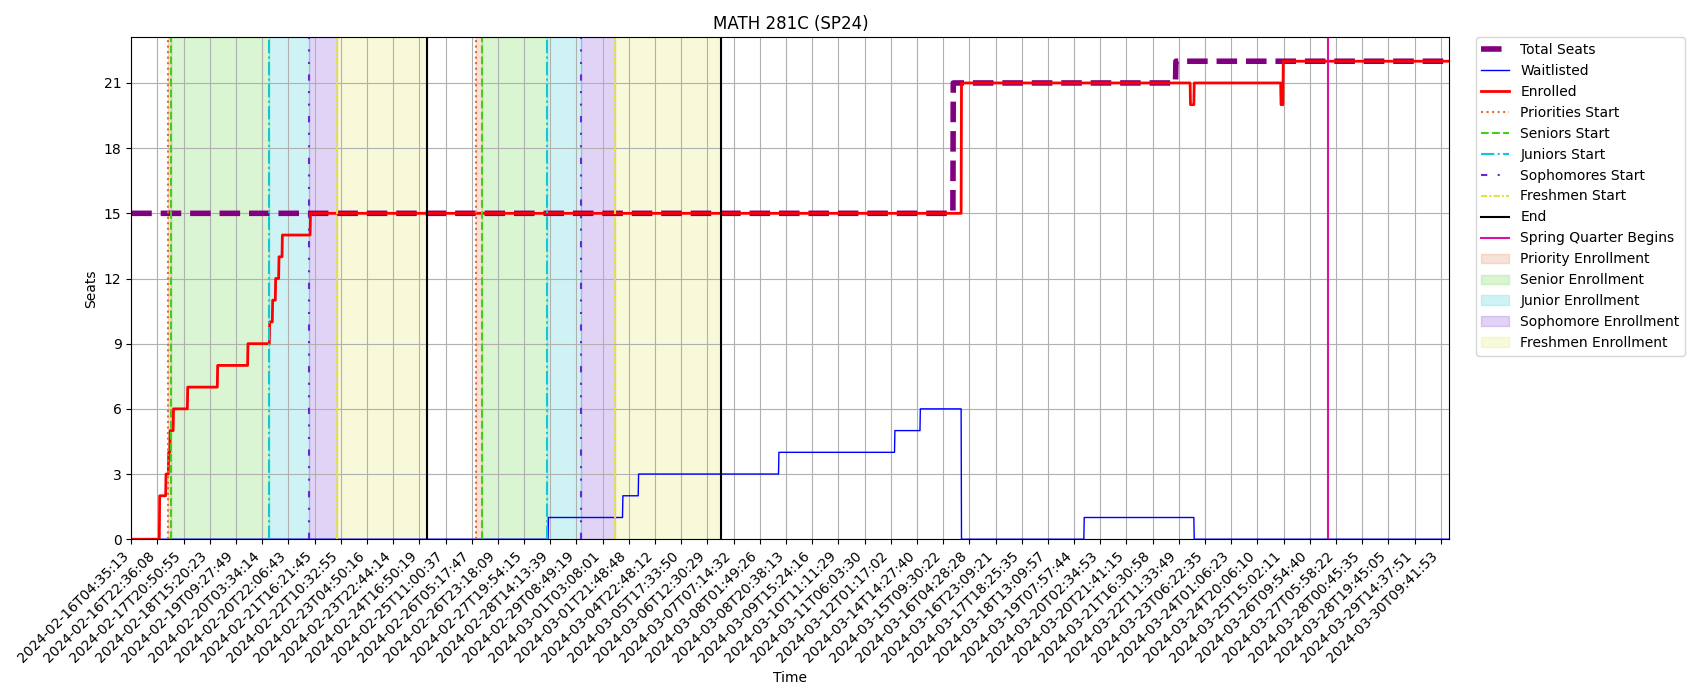 MATH 281C (SP24)
Total Seats
Waitlisted
Enrolled
Priorities Start
Seniors Start
Juniors Start
Sophomores Start
Freshmen Start
End
Spring Quarter Begins
Priority Enrollment
Senior Enrollment
Junior Enrollment
Sophomore Enrollment
Freshmen Enrollment
Seats
21
18
15
12
9
6
3
0
2024-02-16T04:35:13
2024-02-16T22:36:08
2024-02-17T20:50:55
2024-02-18T15:20:23
2024-02-19T09:27:49
2024-02-20T03:34:14
2024-02-20T22:06:43
2024-02-21T16:21:45
2024-02-22T10:32:55
2024-02-23T04:50:16
2024-02-23T22:44:14
2024-02-24T16:50:19
2024-02-25T11:00:37
2024-02-26T05:17:47
2024-02-26T23:18:09
2024-02-27T19:54:15
2024-02-28T14:13:39
2024-02-29T08:49:19
2024-03-01T03:08:01
2024-03-01T21:48:48
2024-03-04T22:48:12
2024-03-05T17:33:50
2024-03-06T12:30:29
2024-03-07T07:14:32
2024-03-08T01:49:26
2024-03-08T20:38:13
2024-03-09T15:24:16
2024-03-10T11:11:29
2024-03-11T06:03:30
2024-03-12T01:17:02
2024-03-14T14:27:40
2024-03-15T09:30:22
2024-03-16T04:28:28
2024-03-16T23:09:21
2024-03-17T18:25:35
2024-03-18T13:09:57
2024-03-19T07:57:44
2024-03-20T02:34:53
2024-03-20T21:41:15
2024-03-21T16:30:58
2024-03-22T11:33:49
2024-03-23T06:22:35
2024-03-24T01:06:23
2024-03-24T20:06:10
2024-03-25T15:02:11
2024-03-26T09:54:40
2024-03-27T05:58:22
2024-03-28T00:45:35
2024-03-28T19:45:05
2024-03-29T14:37:51
2024-03-30T09:41:53
Time